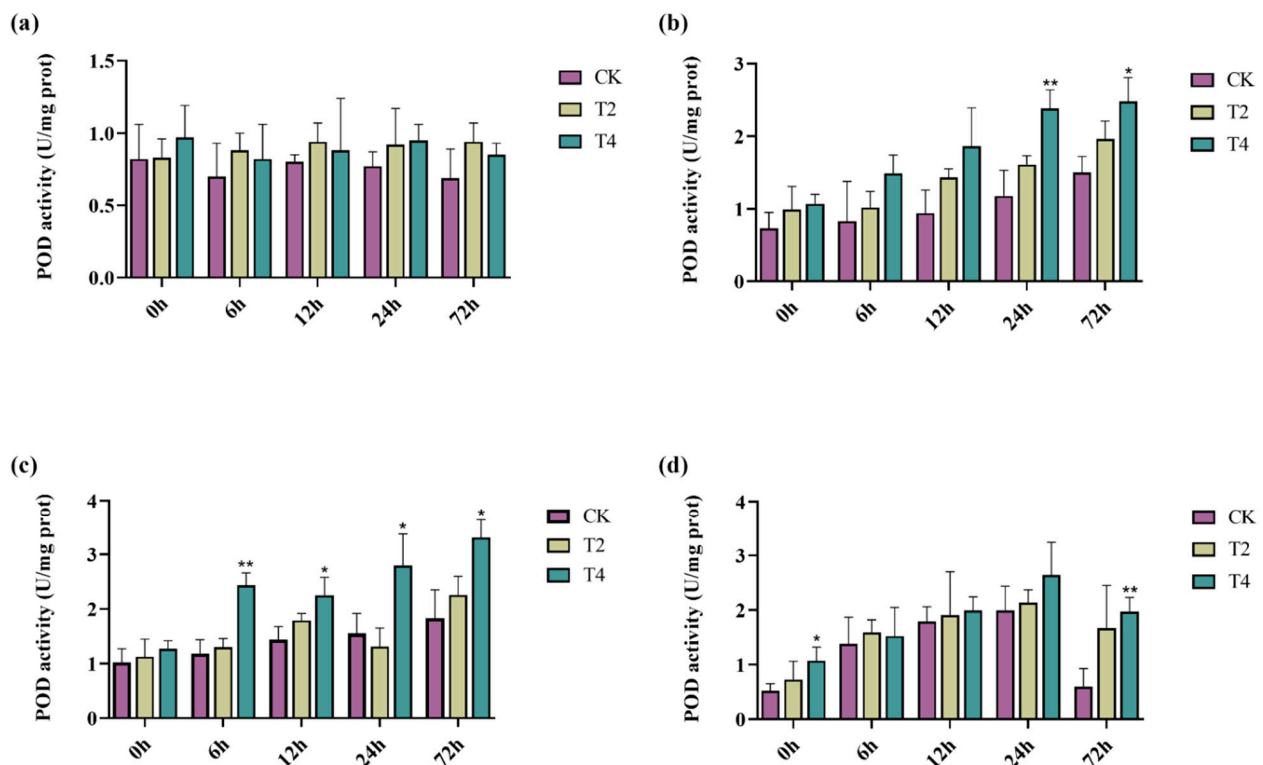 (a)
POD activity (U/mg prot)
1.5
1.0
0.5
0.0
0h
6h
12h
24h
72h
CK
T2
T4
(b)
POD activity (U/mg prot)
3
2
1
0
**
*
0h
6h
12h
24h
72h
CK
T2
T4
(c)
POD activity (U/mg prot)
4
3
2
1
0
**
*
*
*
0h
6h
12h
24h
72h
CK
T2
T4
(d)
POD activity (U/mg prot)
4
3
2
1
0
*
**
0h
6h
12h
24h
72h
CK
T2
T4